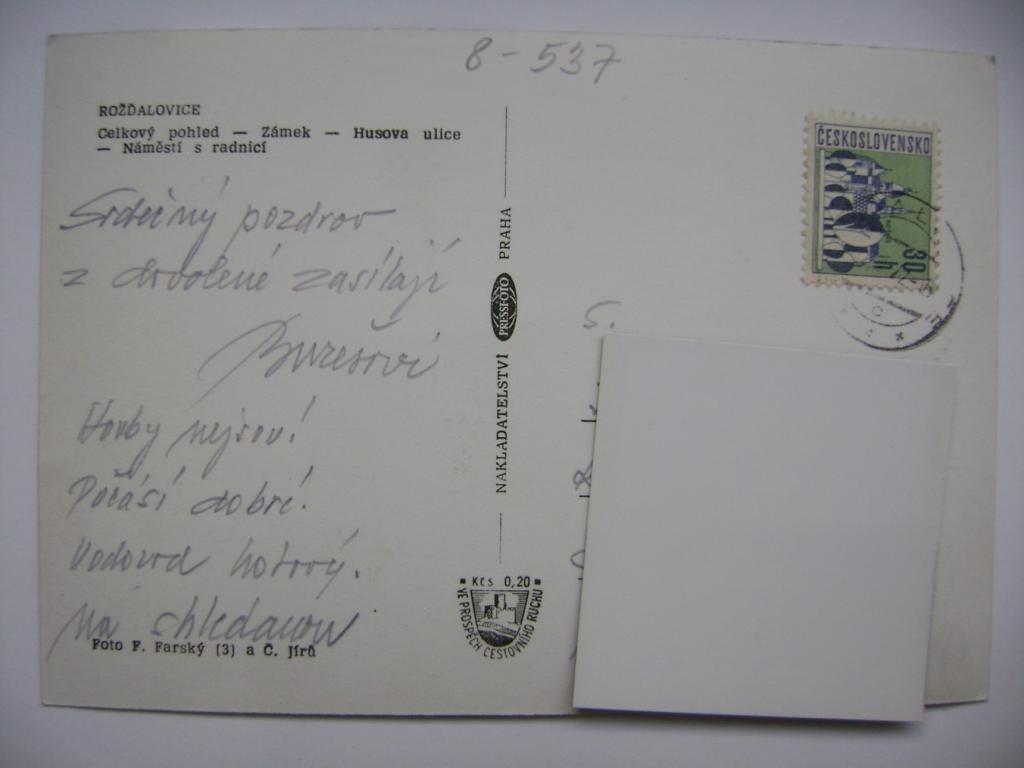 8-537
ROŽĎALOVICE
Celkový pohled — Zámek — Husova ulice
— Náměstí s radnicí
Srdečný pozdrav
z dovolené zasílají
Burešovi
Houby nejsou!
Počasí dobré!
Vodovod hotový.
Na shledanou
Foto F. Farský (3) a Č. Jírů
NAKLADATELSTVÍ PRESSFOTO PRAHA
Kčs 0,20
VE PROSPĚCH CESTOVNÍHO RUCHU
ČESKOSLOVENSKO
30 h
S.